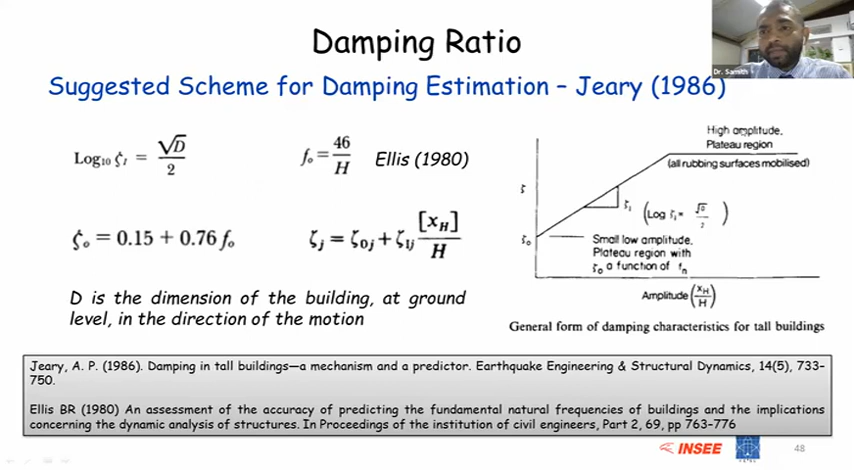 Damping Ratio
Suggested Scheme for Damping Estimation – Jeary (1986)
Dr. Samith
Log₁₀ ζ₁ = √D / 2
f₀ = 46 / H
Ellis (1980)
ζ₀ = 0.15 + 0.76 f₀
ζⱼ = ζ₀ⱼ + ζ₁ⱼ [x_H] / H
D is the dimension of the building, at ground
level, in the direction of the motion
High amplitude.
Plateau region
(all rubbing surfaces mobilised)
ζ
ζ₁ (Log ζ₁ = √D / 2)
ζ₀
Small low amplitude.
Plateau region with
ζ₀ a function of fₙ
Amplitude (x_H / H)
General form of damping characteristics for tall buildings
Jeary, A. P. (1986). Damping in tall buildings—a mechanism and a predictor. Earthquake Engineering & Structural Dynamics, 14(5), 733-
750.
Ellis BR (1980) An assessment of the accuracy of predicting the fundamental natural frequencies of buildings and the implications
concerning the dynamic analysis of structures. In Proceedings of the institution of civil engineers, Part 2, 69, pp 763–776
INSEE
48